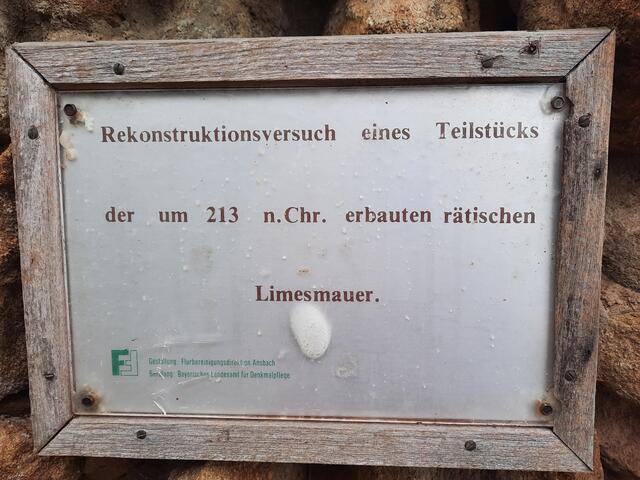 Rekonstruktionsversuch eines Teilstücks
der um 213 n.Chr. erbauten rätischen
Limesmauer.
Gestaltung: Flurbereinigungsdirektion Ansbach
Beratung: Bayerisches Landesamt für Denkmalpflege